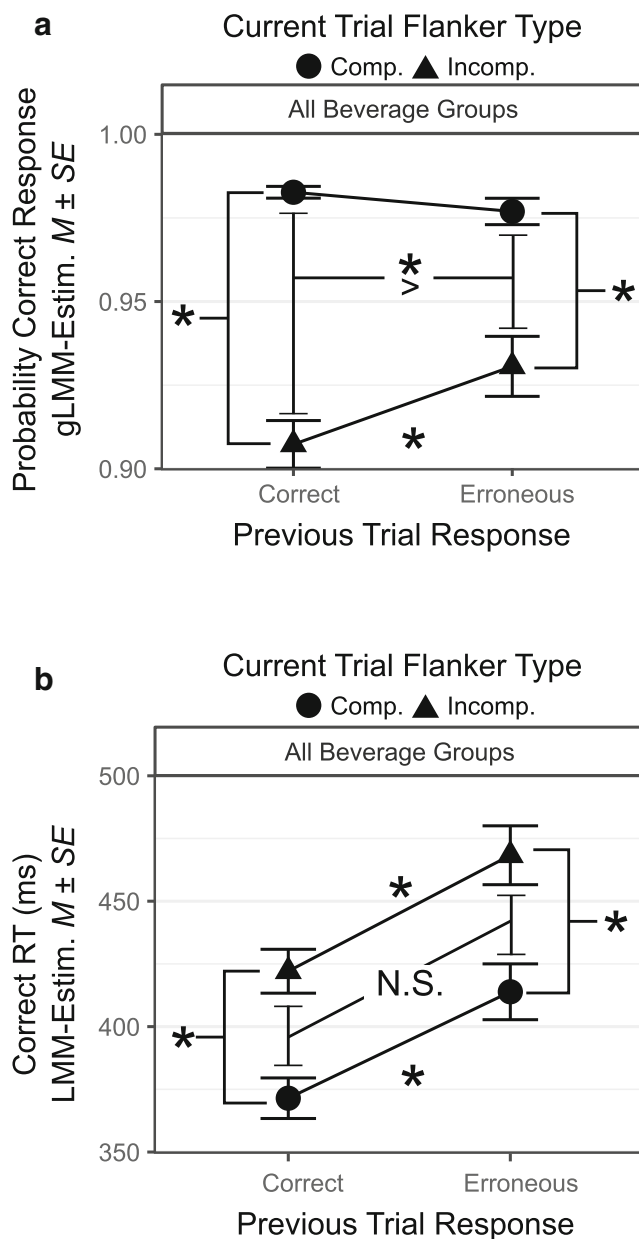 a
Current Trial Flanker Type
Comp. Incomp.
All Beverage Groups
Probability Correct Response
gLMM-Estim. M ± SE
1.00
0.95
0.90
*
*
>
*
*
Correct Erroneous
Previous Trial Response
b
Current Trial Flanker Type
Comp. Incomp.
All Beverage Groups
Correct RT (ms)
LMM-Estim. M ± SE
500
450
400
350
*
*
N.S.
*
*
Correct Erroneous
Previous Trial Response